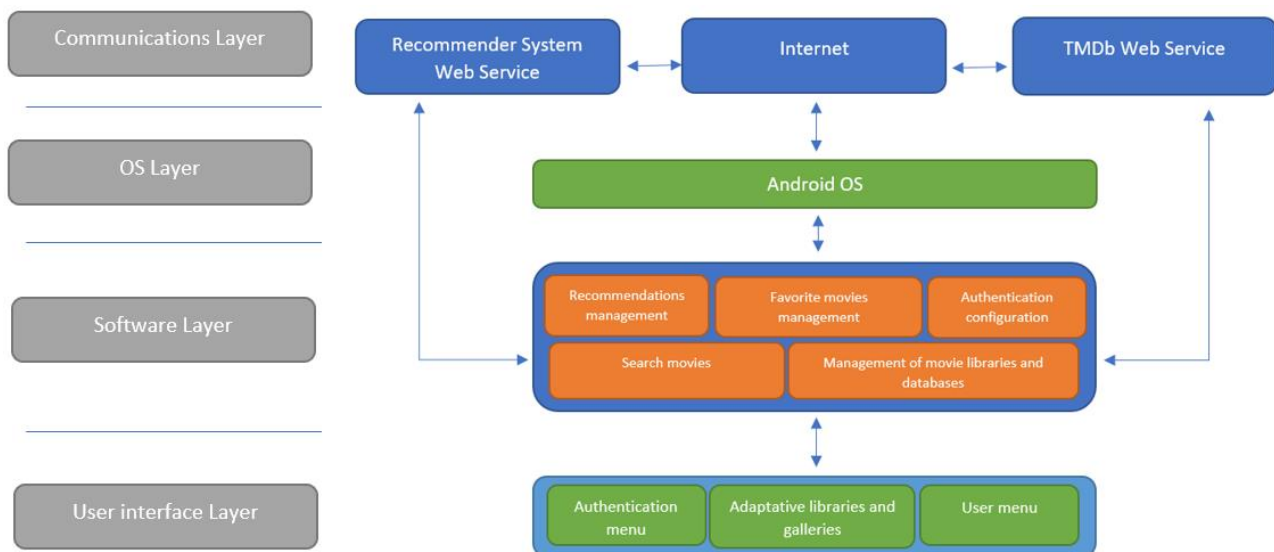 Communications Layer
Recommender System
Web Service
Internet
TMDb Web Service
OS Layer
Android OS
Software Layer
Recommendations
management
Favorite movies
management
Authentication
configuration
Search movies
Management of movie libraries and
databases
User interface Layer
Authentication
menu
Adaptative libraries and
galleries
User menu